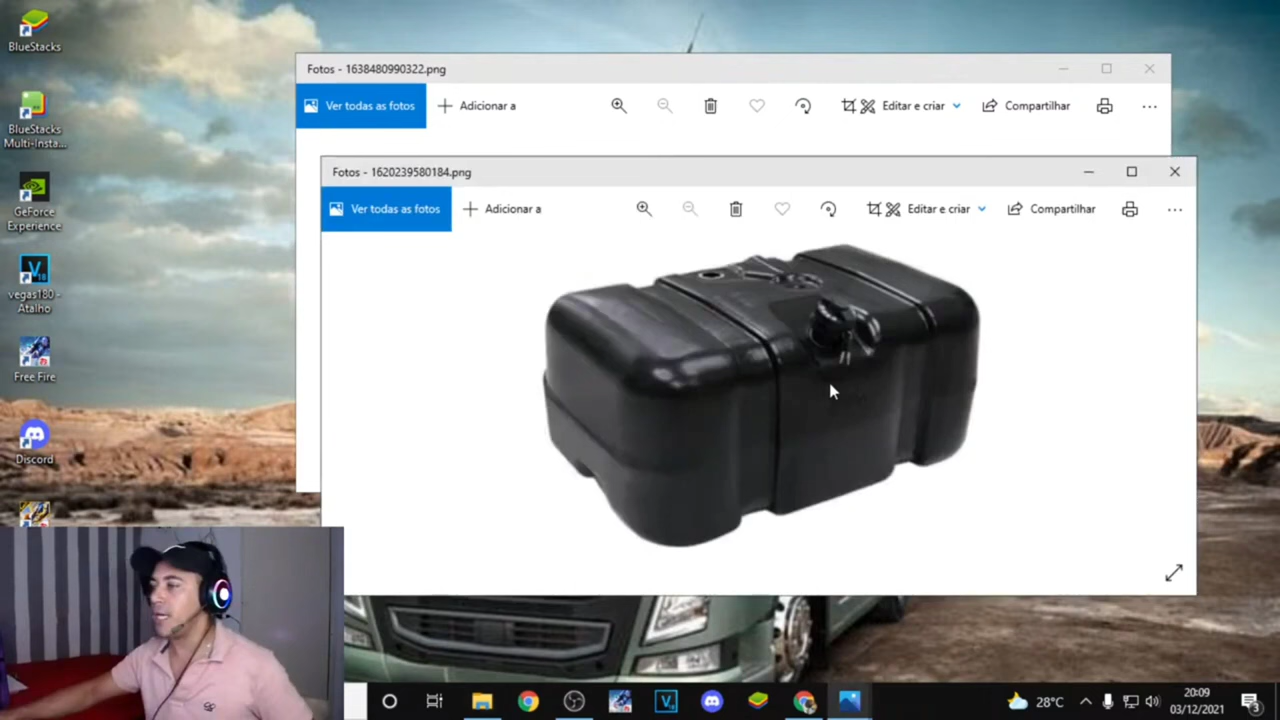 BlueStacks
BlueStacks
Multi-Insta...
GeForce
Experience
vegas180 -
Atalho
Free Fire
Discord
Fotos - 1638480990322.png
Ver todas as fotos
Adicionar a
Editar e criar
Compartilhar
Fotos - 1620239580184.png
Ver todas as fotos
Adicionar a
Editar e criar
Compartilhar
28°C
20:09
03/12/2021
3